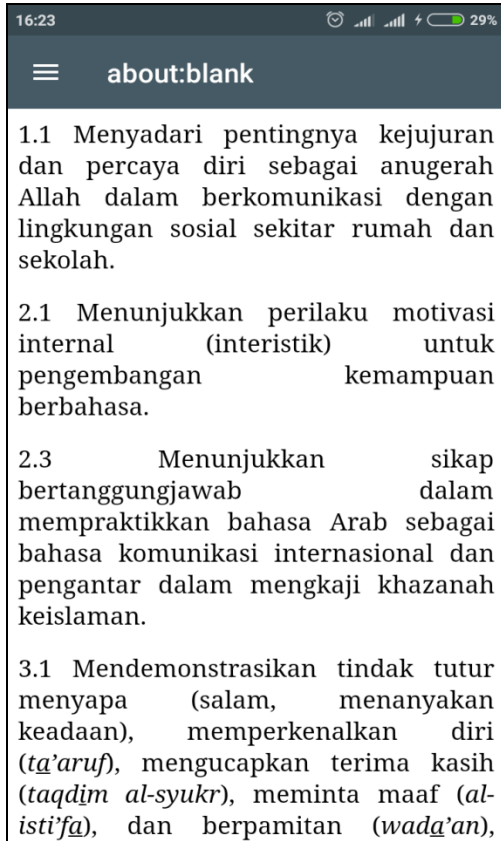 16:23 29%
about:blank
1.1 Menyadari pentingnya kejujuran
dan percaya diri sebagai anugerah
Allah dalam berkomunikasi dengan
lingkungan sosial sekitar rumah dan
sekolah.
2.1 Menunjukkan perilaku motivasi
internal (interistik) untuk
pengembangan kemampuan
berbahasa.
2.3 Menunjukkan sikap
bertanggungjawab dalam
mempraktikkan bahasa Arab sebagai
bahasa komunikasi internasional dan
pengantar dalam mengkaji khazanah
keislaman.
3.1 Mendemonstrasikan tindak tutur
menyapa (salam, menanyakan
keadaan), memperkenalkan diri
(ta’aruf), mengucapkan terima kasih
(taqdim al-syukr), meminta maaf (al-
isti’fa), dan berpamitan (wada’an),